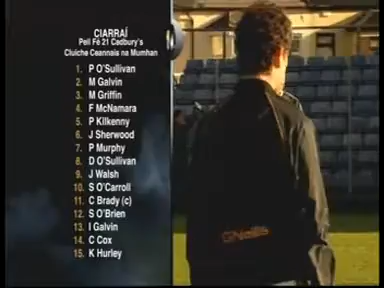 CIARRAÍ
Peil Fé 21 Cadbury's
Cluiche Ceannais na Mumhan
1. P O'Sullivan
2. M Galvin
3. M Griffin
4. F McNamara
5. P Kilkenny
6. J Sherwood
7. P Murphy
8. D O'Sullivan
9. J Walsh
10. S O'Carroll
11. C Brady (c)
12. S O'Brien
13. I Galvin
14. C Cox
15. K Hurley